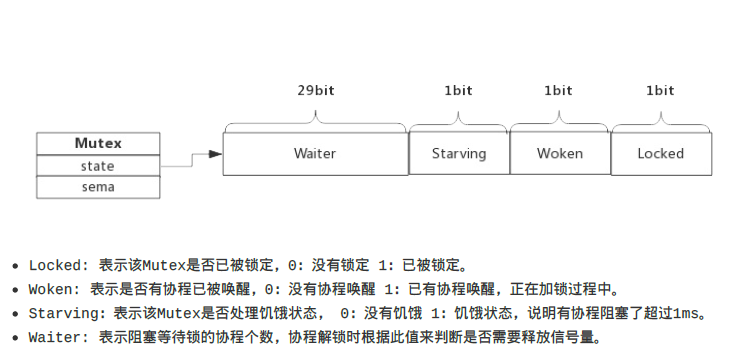 29bit 1bit 1bit 1bit
Mutex
state
sema
Waiter Starving Woken Locked
Locked: 表示该Mutex是否已被锁定，0: 没有锁定 1: 已被锁定。
Woken: 表示是否有协程已被唤醒，0: 没有协程唤醒 1: 已有协程唤醒，正在加锁过程中。
Starving: 表示该Mutex是否处理饥饿状态， 0: 没有饥饿 1: 饥饿状态，说明有协程阻塞了超过1ms。
Waiter: 表示阻塞等待锁的协程个数，协程解锁时根据此值来判断是否需要释放信号量。